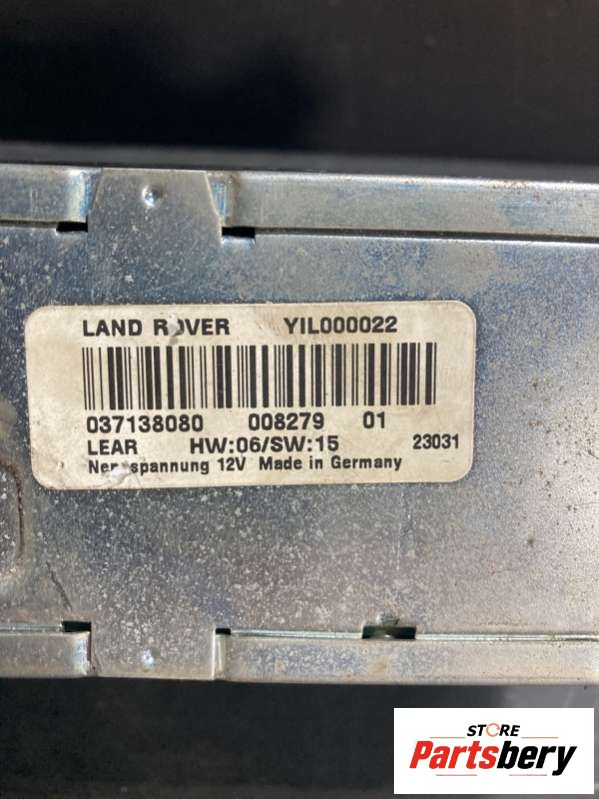 LAND ROVER YIL000022
037138080 008279 01
LEAR HW:06/SW:15 23031
Nennspannung 12V Made in Germany
STORE
Partsbery